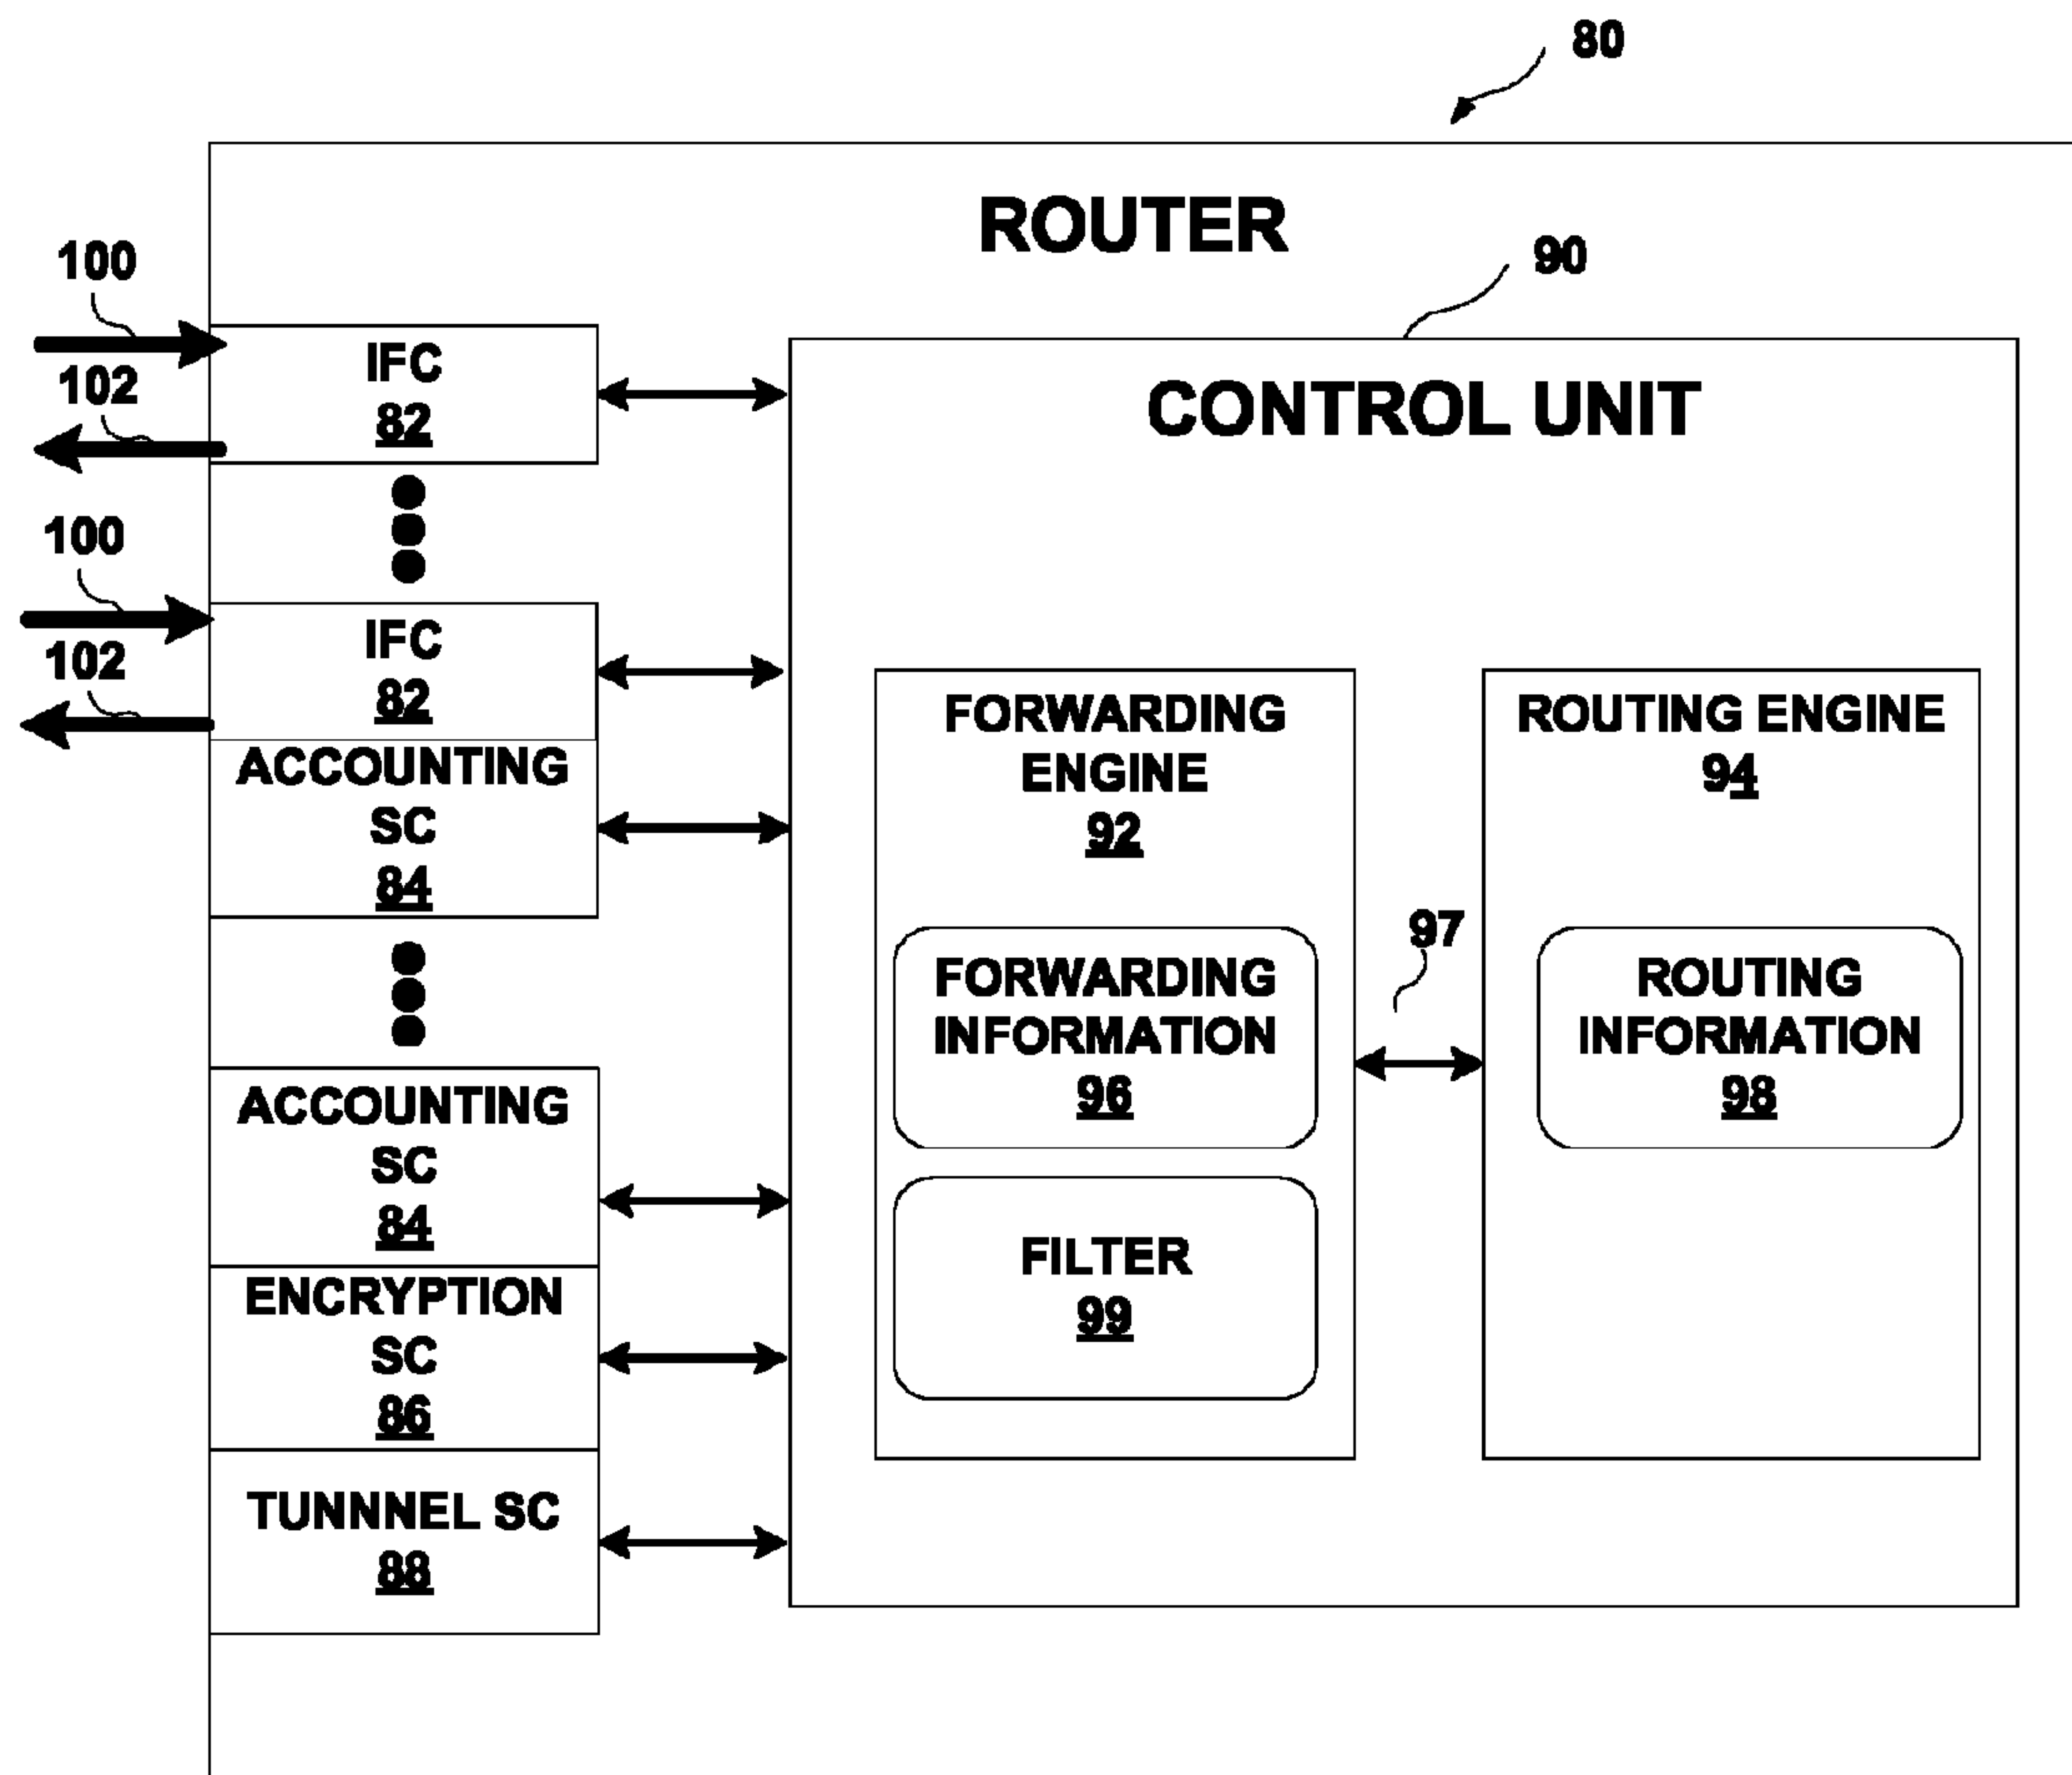 80
ROUTER
90
100
IFC
82
102
CONTROL UNIT
100
IFC
82
102
ACCOUNTING
SC
84
FORWARDING
ENGINE
92
ROUTING ENGINE
94
97
FORWARDING
INFORMATION
96
ROUTING
INFORMATION
98
ACCOUNTING
SC
84
FILTER
99
ENCRYPTION
SC
86
TUNNNEL SC
88